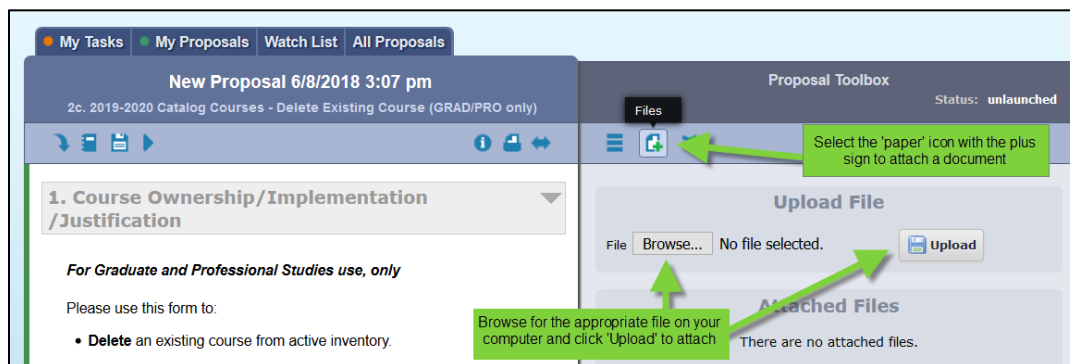 My Tasks My Proposals Watch List All Proposals
New Proposal 6/8/2018 3:07 pm
2c. 2019-2020 Catalog Courses - Delete Existing Course (GRAD/PRO only)
Proposal Toolbox
Status: unlaunched
Files
Select the 'paper' icon with the plus
sign to attach a document
1. Course Ownership/Implementation
/Justification
For Graduate and Professional Studies use, only
Please use this form to:
• Delete an existing course from active inventory.
Upload File
File Browse... No file selected. Upload
Browse for the appropriate file on your
computer and click 'Upload' to attach
Attached Files
There are no attached files.